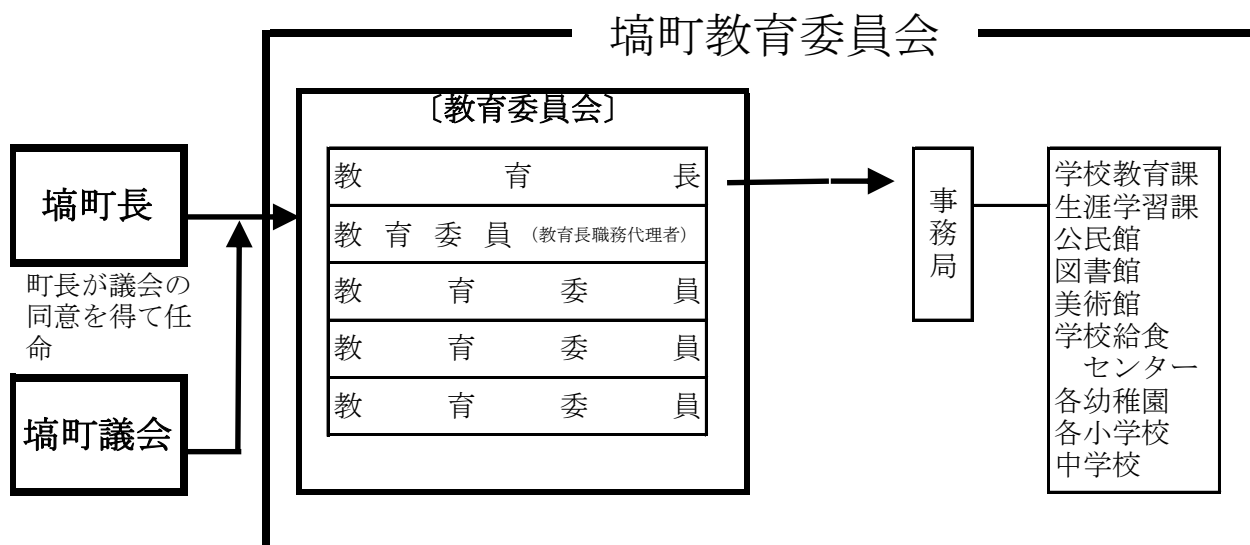 塙町教育委員会
〔教育委員会〕
塙町長
町長が議会の
同意を得て任
命
塙町議会
教育長
教育委員(教育長職務代理者)
教育委員
教育委員
教育委員
事務局
学校教育課
生涯学習課
公民館
図書館
美術館
学校給食
センター
各幼稚園
各小学校
中学校